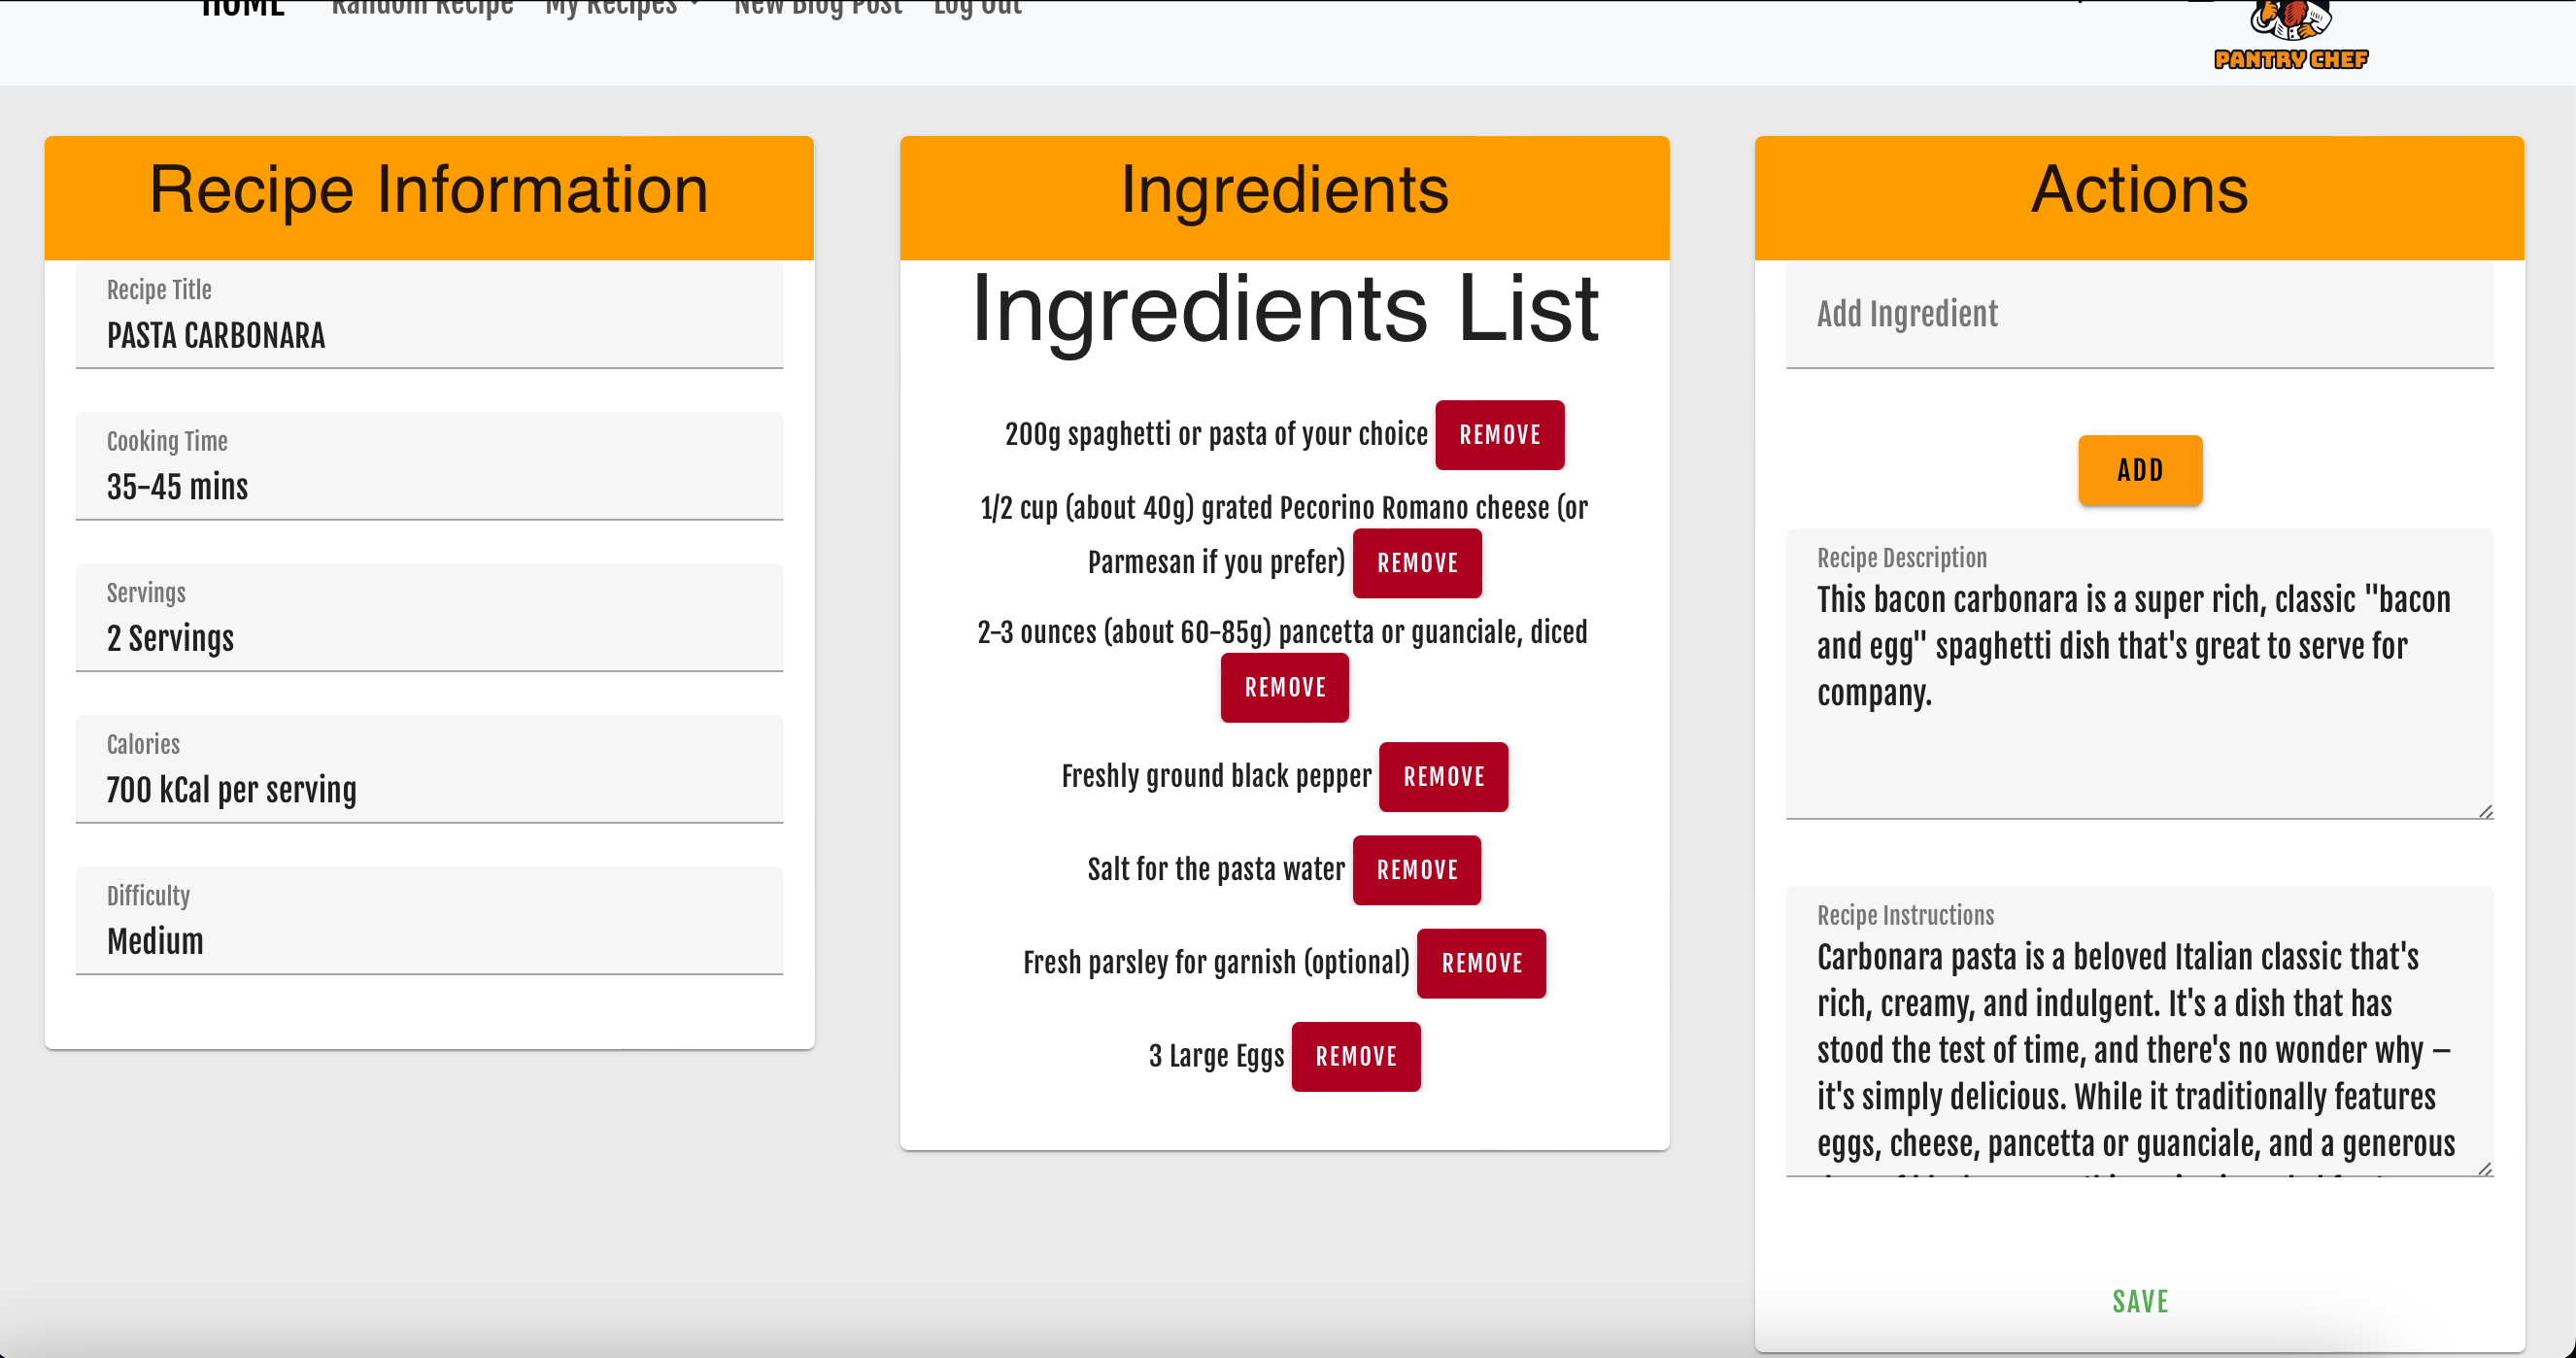 HOME Random Recipe My Recipes New Blog Post Log Out
PANTRY CHEF
Recipe Information
Recipe Title
PASTA CARBONARA
Cooking Time
35-45 mins
Servings
2 Servings
Calories
700 kCal per serving
Difficulty
Medium
Ingredients
Ingredients List
200g spaghetti or pasta of your choice REMOVE
1/2 cup (about 40g) grated Pecorino Romano cheese (or
Parmesan if you prefer) REMOVE
2-3 ounces (about 60-85g) pancetta or guanciale, diced
REMOVE
Freshly ground black pepper REMOVE
Salt for the pasta water REMOVE
Fresh parsley for garnish (optional) REMOVE
3 Large Eggs REMOVE
Actions
Add Ingredient
ADD
Recipe Description
This bacon carbonara is a super rich, classic "bacon
and egg" spaghetti dish that's great to serve for
company.
Recipe Instructions
Carbonara pasta is a beloved Italian classic that's
rich, creamy, and indulgent. It's a dish that has
stood the test of time, and there's no wonder why –
it's simply delicious. While it traditionally features
eggs, cheese, pancetta or guanciale, and a generous
SAVE